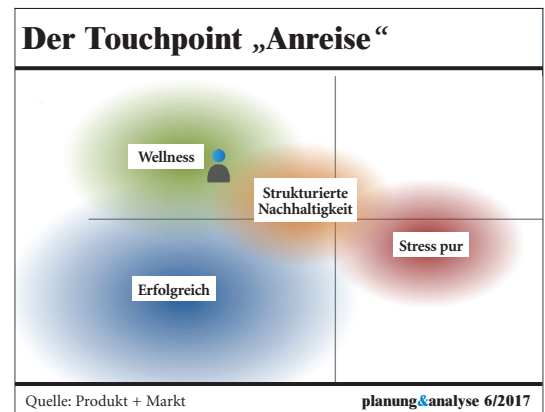 Der Touchpoint „Anreise“
Wellness
Strukturierte
Nachhaltigkeit
Stress pur
Erfolgreich
Quelle: Produkt + Markt
planung&analyse 6/2017